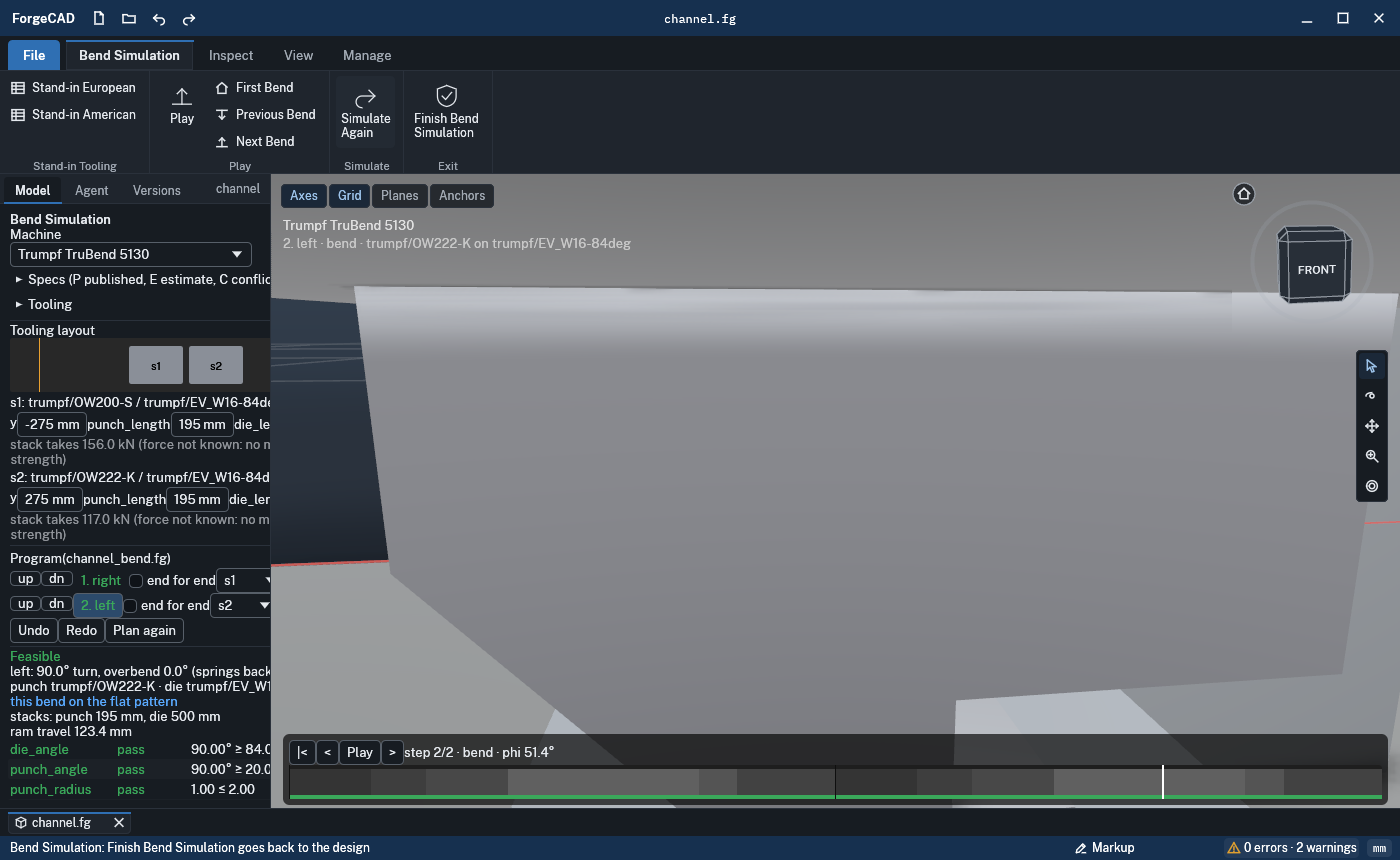 ForgeCAD
channel.fg
File
Bend Simulation
Inspect
View
Manage
Stand-in European
Stand-in American
Stand-in Tooling
Play
First Bend
Previous Bend
Next Bend
Play
Simulate
Again
Simulate
Finish Bend
Simulation
Exit
Model
Agent
Versions
channel
Bend Simulation
Machine
Trumpf TruBend 5130
Specs (P published, E estimate, C conflic
Tooling
Tooling layout
s1
s2
s1: trumpf/OW200-S / trumpf/EV_W16-84de
y -275 mm punch_length 195 mm die_le
stack takes 156.0 kN (force not known: no m
strength)
s2: trumpf/OW222-K / trumpf/EV_W16-84d
y 275 mm punch_length 195 mm die_ler
stack takes 117.0 kN (force not known: no m
strength)
Program(channel_bend.fg)
up dn 1. right end for end s1
up dn 2. left end for end s2
Undo Redo Plan again
Feasible
left: 90.0° turn, overbend 0.0° (springs back
punch trumpf/OW222-K · die trumpf/EV_W1
this bend on the flat pattern
stacks: punch 195 mm, die 500 mm
ram travel 123.4 mm
die_angle pass 90.00° ≥ 84.0
punch_angle pass 90.00° ≥ 20.0
punch_radius pass 1.00 ≤ 2.00
Axes
Grid
Planes
Anchors
Trumpf TruBend 5130
2. left · bend · trumpf/OW222-K on trumpf/EV_W16-84deg
FRONT
|< < Play > step 2/2 · bend · phi 51.4°
channel.fg
Bend Simulation: Finish Bend Simulation goes back to the design
Markup
0 errors · 2 warnings
mm